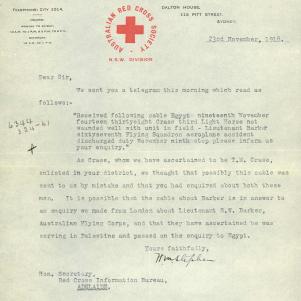 TELEPHONE: CITY 2014.
AUSTRALIAN RED CROSS SOCIETY
N.S.W. DIVISION
DALTON HOUSE,
115 PITT STREET.
SYDNEY.
23rd November, 1918.
Dear Sir,
We sent you a telegram this morning which read as
follows:-
"Received following cable Egypt nineteenth November
fourteen thirtyeight Crase third Light Horse not
wounded well with unit in field - Lieutenant Barber
sixtyseventh Flying Squadron aeroplane accident
discharged duty November ninth stop please inform us
your enquiry."
As Crase, whom we have ascertained to be T.H. Crase,
enlisted in your district, we thought that possibly this cable was
sent to us by mistake and that you had enquired about both these
men. It is possible that the cable about Barber is in answer to
an enquiry made from London about Lieutenant Barber,
Australian Flying Corps, and that they have ascertained he was
serving in Palestine and passed on the enquiry to Egypt.
Yours faithfully,
Hon. Secretary,
Red Cross Information Bureau,
ADELAIDE.